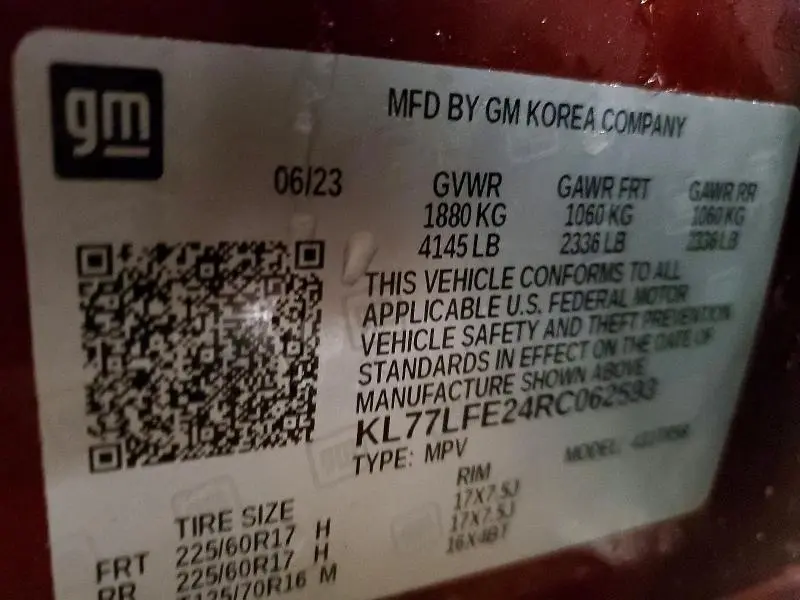 gm
MFD BY GM KOREA COMPANY
06/23
GVWR GAWR FRT GAWR RR
1880 KG 1060 KG 1060 KG
4145 LB 2336 LB 2336 LB
THIS VEHICLE CONFORMS TO ALL
APPLICABLE U.S. FEDERAL MOTOR
VEHICLE SAFETY AND THEFT PREVENTION
STANDARDS IN EFFECT ON THE DATE OF
MANUFACTURE SHOWN ABOVE
KL77LFE24RC062593
TYPE: MPV MODEL:
TIRE SIZE RIM
FRT 225/60R17 H 17X7.5J
RR 225/60R17 H 17X7.5J
T125/70R16 M 16X4BT